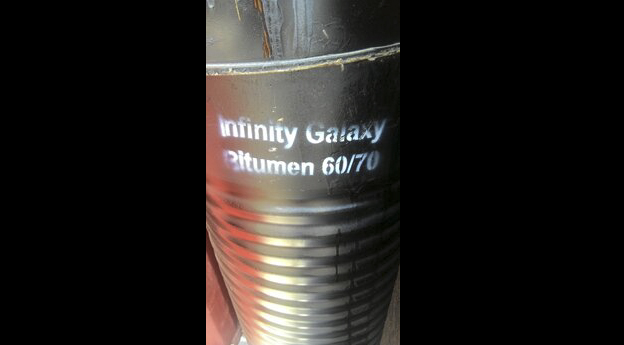 Infinity Galaxy
Bitumen 60/70